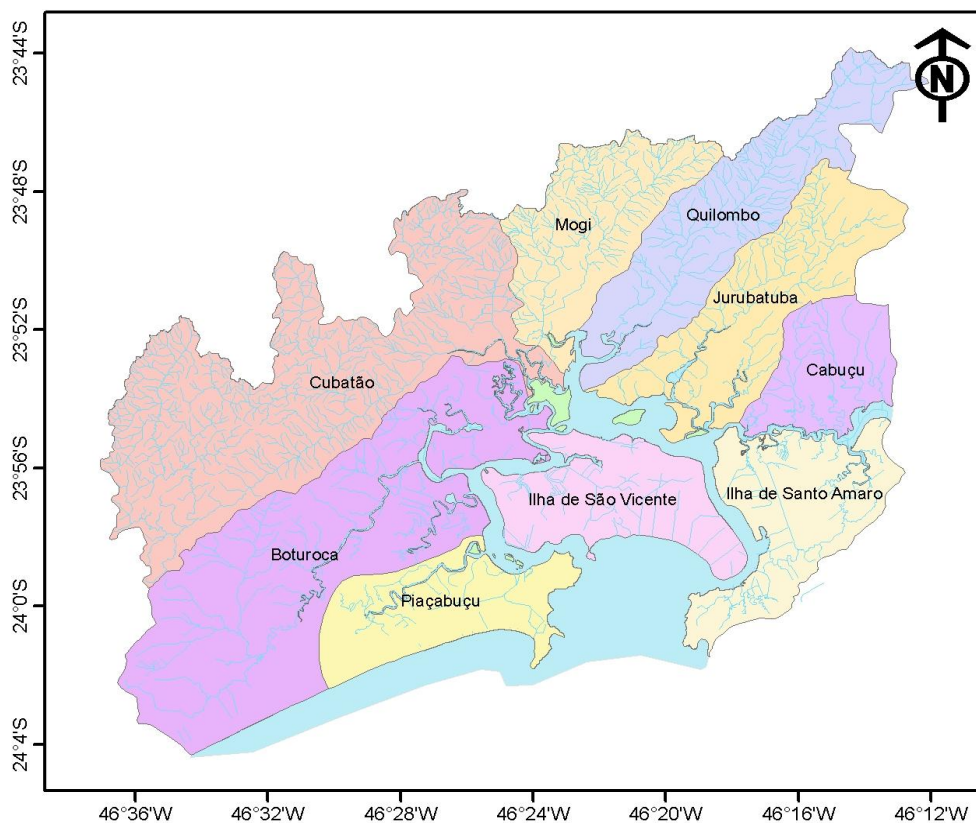 23°44'S
N
23°48'S
Quilombo
Mogi
Jurubatuba
23°52'S
Cabuçu
Cubatão
23°56'S
Ilha de Santo Amaro
Ilha de São Vicente
Boturoca
24°0'S
Piaçabuçu
24°4'S
46°36'W 46°32'W 46°28'W 46°24'W 46°20'W 46°16'W 46°12'W